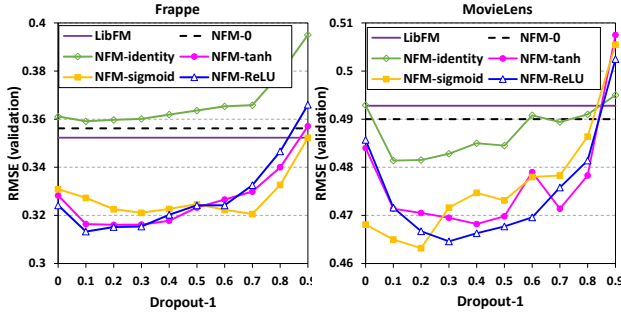 Frappe
0.4
LibFM
NFM-0
NFM-identity
NFM-tanh
NFM-sigmoid
NFM-ReLU
0.38
0.36
0.34
0.32
0.3
RMSE (validation)
0 0.1 0.2 0.3 0.4 0.5 0.6 0.7 0.8 0.9
Dropout-1
MovieLens
0.51
LibFM
NFM-0
NFM-identity
NFM-tanh
NFM-sigmoid
NFM-ReLU
0.5
0.49
0.48
0.47
0.46
RMSE (validation)
0 0.1 0.2 0.3 0.4 0.5 0.6 0.7 0.8 0.9
Dropout-1